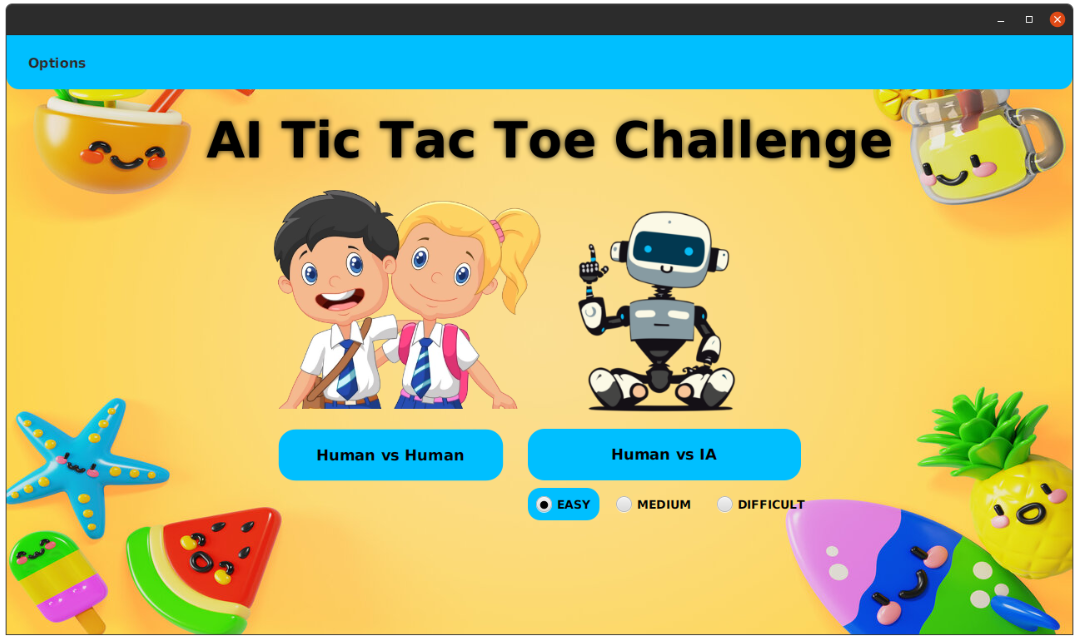 Options
AI Tic Tac Toe Challenge
Human vs Human
Human vs IA
EASY MEDIUM DIFFICULT